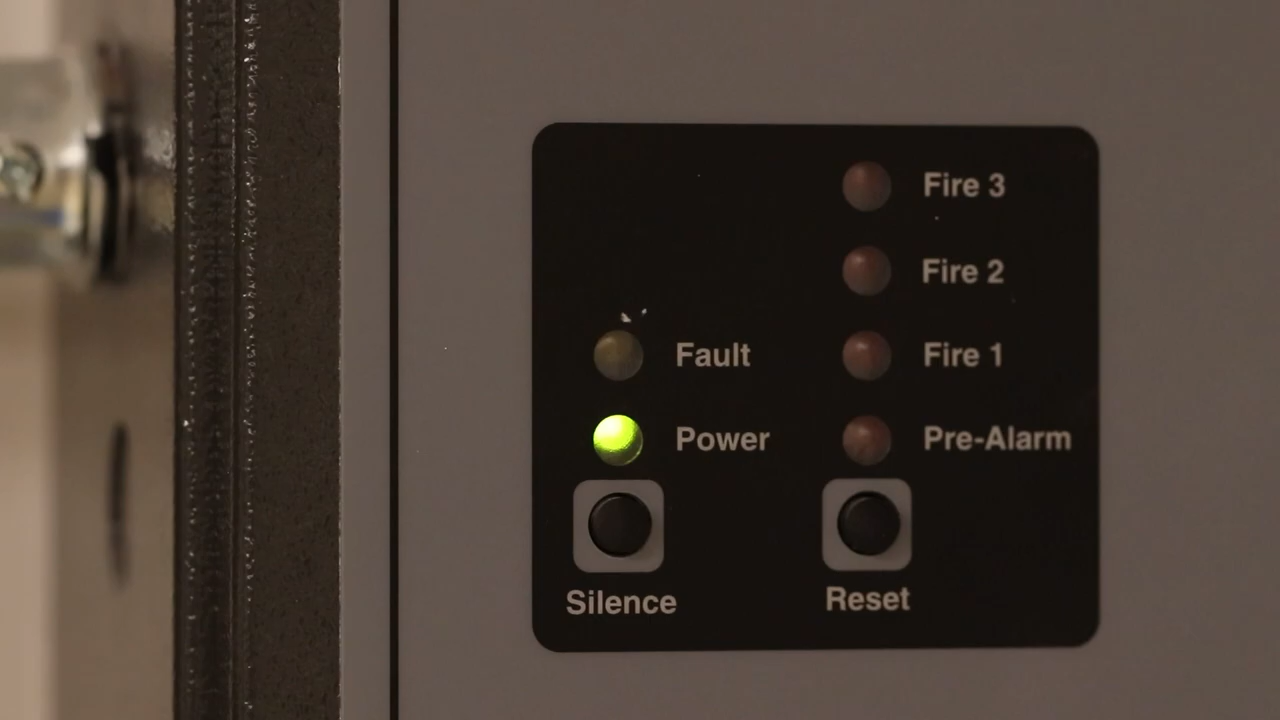 Fire 3
Fire 2
Fault
Fire 1
Power
Pre-Alarm
Silence
Reset